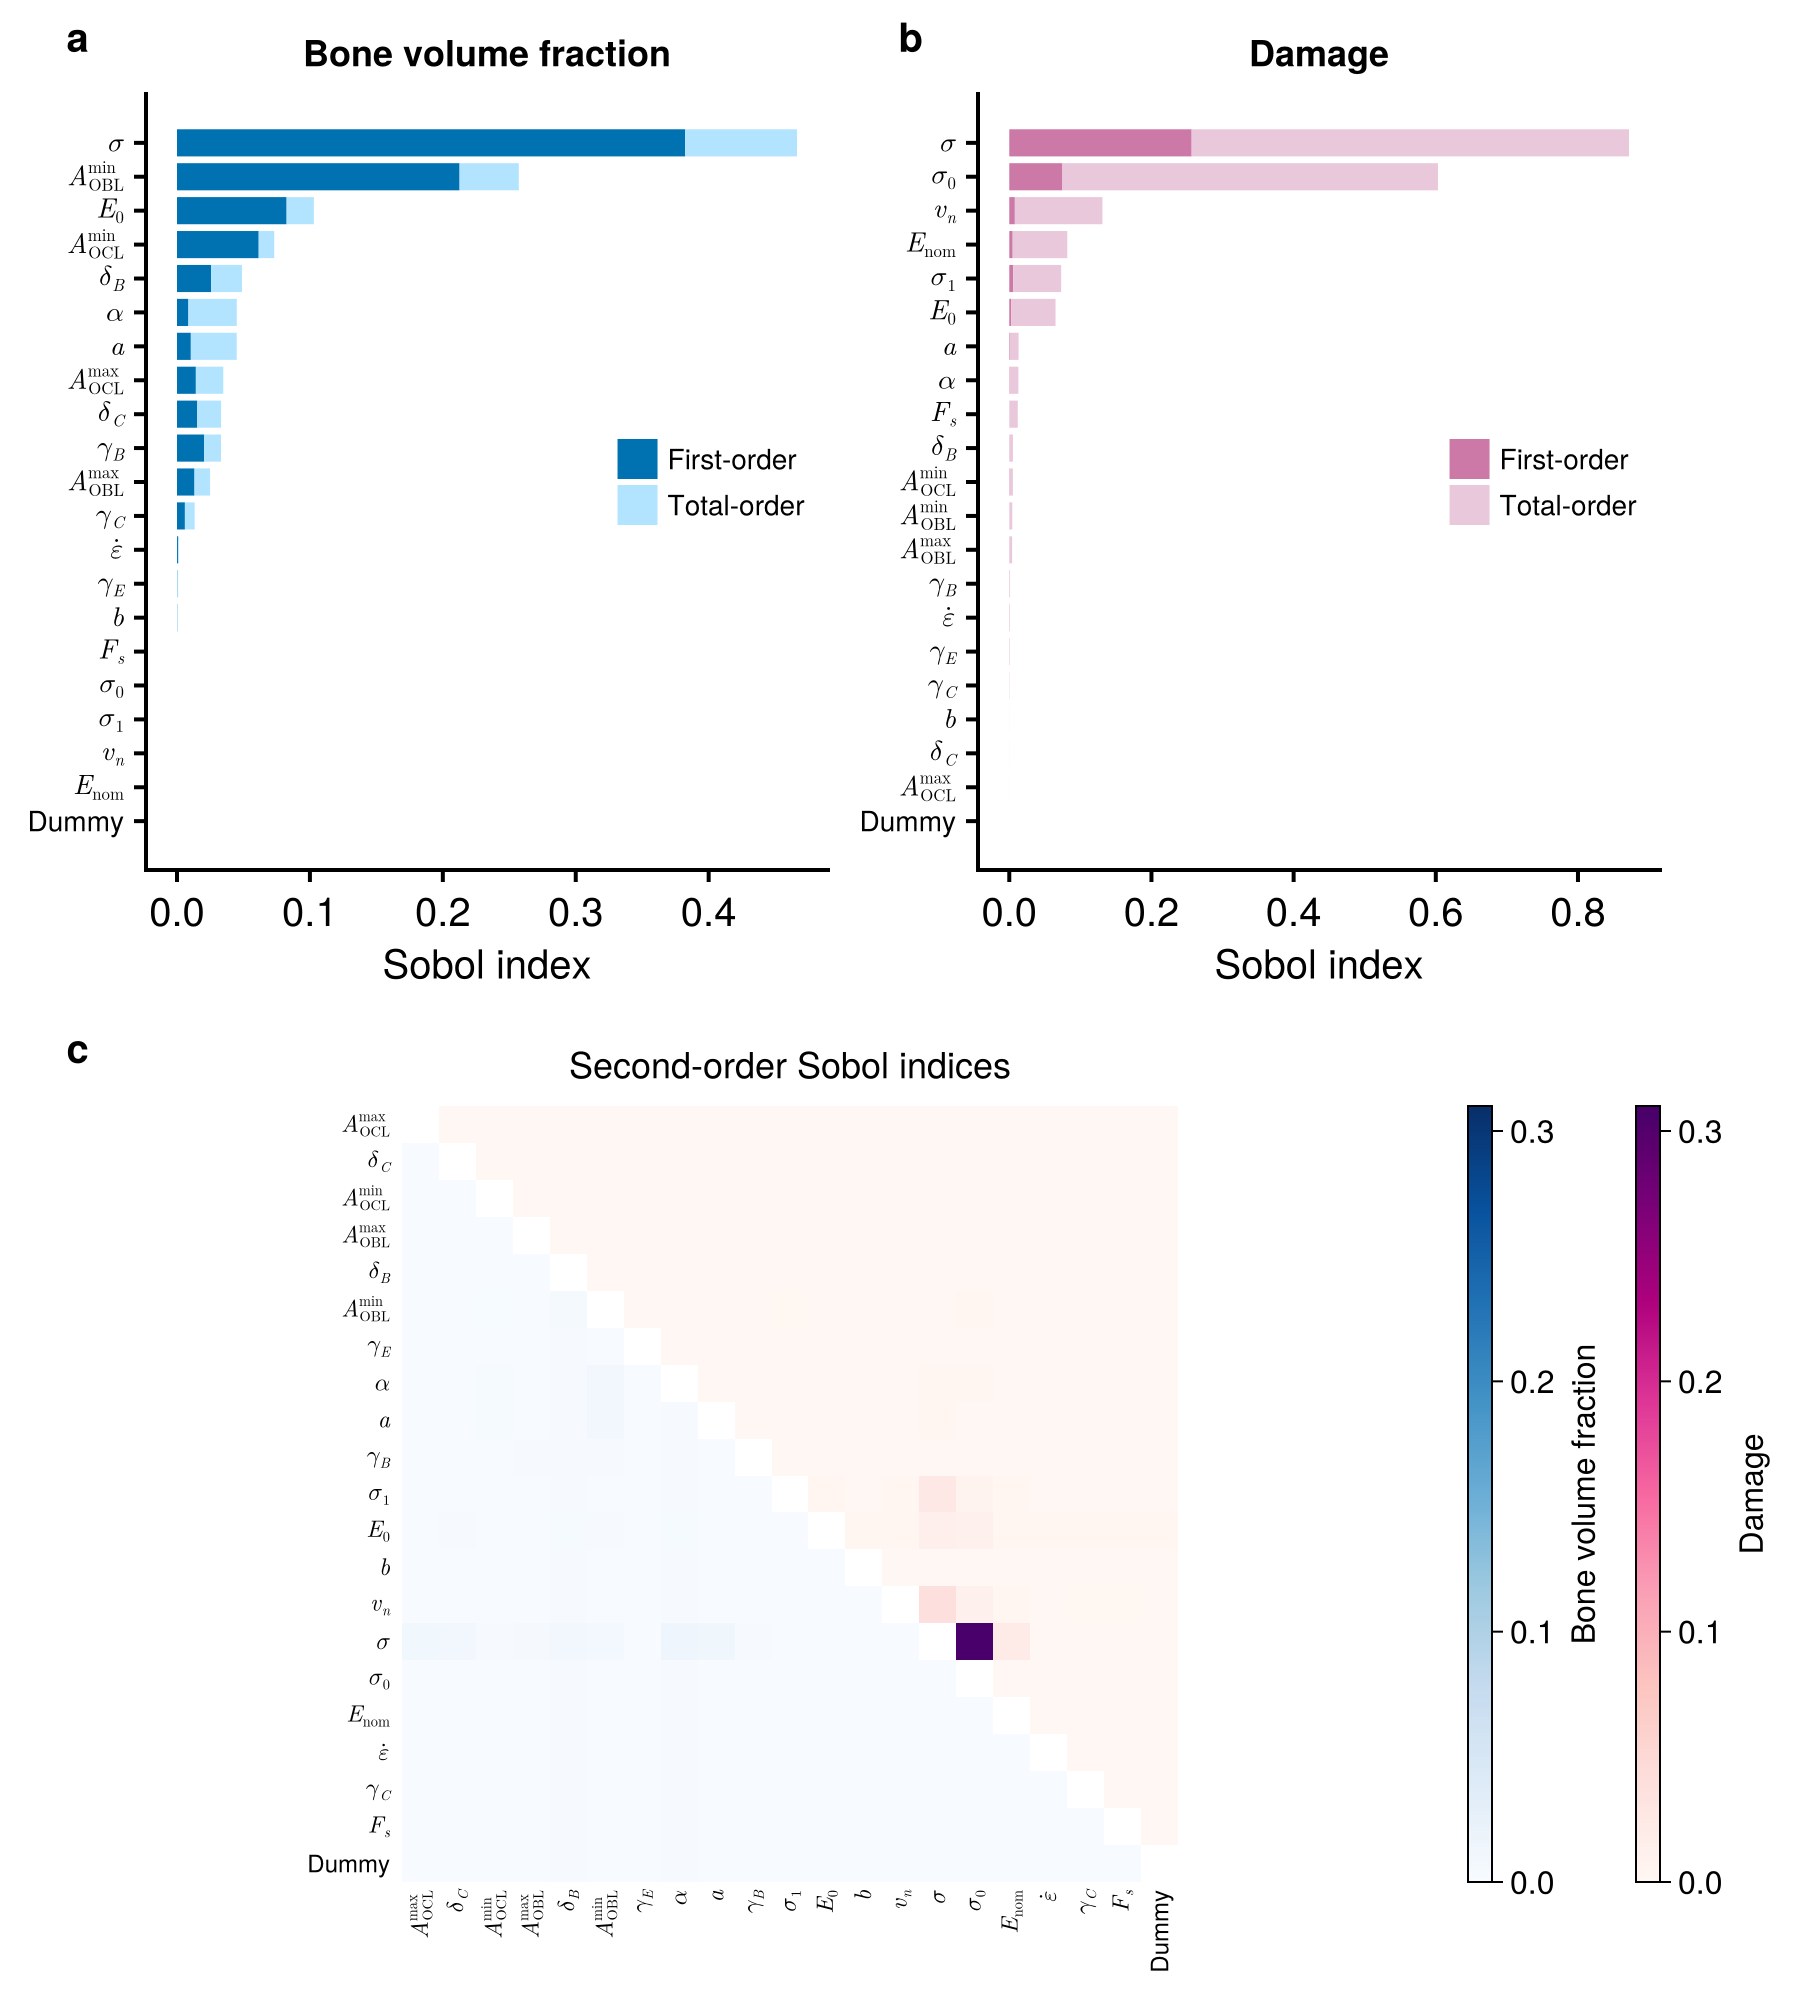 a
Bone volume fraction
σ
A_OBL^min
E_0
A_OCL^min
δ_B
α
a
A_OCL^max
δ_C
γ_B
A_OBL^max
γ_C
ε̇
γ_E
b
F_s
σ_0
σ_1
v_n
E_nom
Dummy
First-order
Total-order
0.0 0.1 0.2 0.3 0.4
Sobol index
b
Damage
σ
σ_0
v_n
E_nom
σ_1
E_0
a
α
F_s
δ_B
A_OCL^min
A_OBL^min
A_OBL^max
γ_B
ε̇
γ_E
γ_C
b
δ_C
A_OCL^max
Dummy
First-order
Total-order
0.0 0.2 0.4 0.6 0.8
Sobol index
c
Second-order Sobol indices
A_OCL^max
δ_C
A_OCL^min
A_OBL^max
δ_B
A_OBL^min
γ_E
α
a
γ_B
σ_1
E_0
b
v_n
σ
σ_0
E_nom
ε̇
γ_C
F_s
Dummy
A_OCL^max δ_C A_OCL^min A_OBL^max δ_B A_OBL^min γ_E α a γ_B σ_1 E_0 b v_n σ σ_0 E_nom ε̇ γ_C F_s Dummy
0.3
0.2
0.1
0.0
Bone volume fraction
0.3
0.2
0.1
0.0
Damage